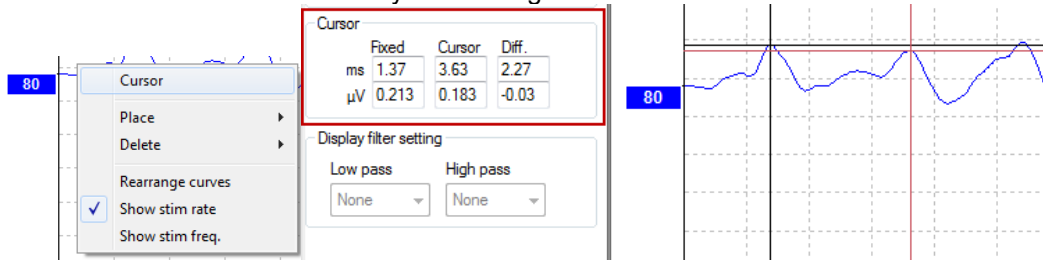 80
Cursor
Place
Delete
Rearrange curves
Show stim rate
Show stim freq.
Cursor
Fixed Cursor Diff.
ms 1.37 3.63 2.27
µV 0.213 0.183 -0.03
Display filter setting
Low pass High pass
None None
80